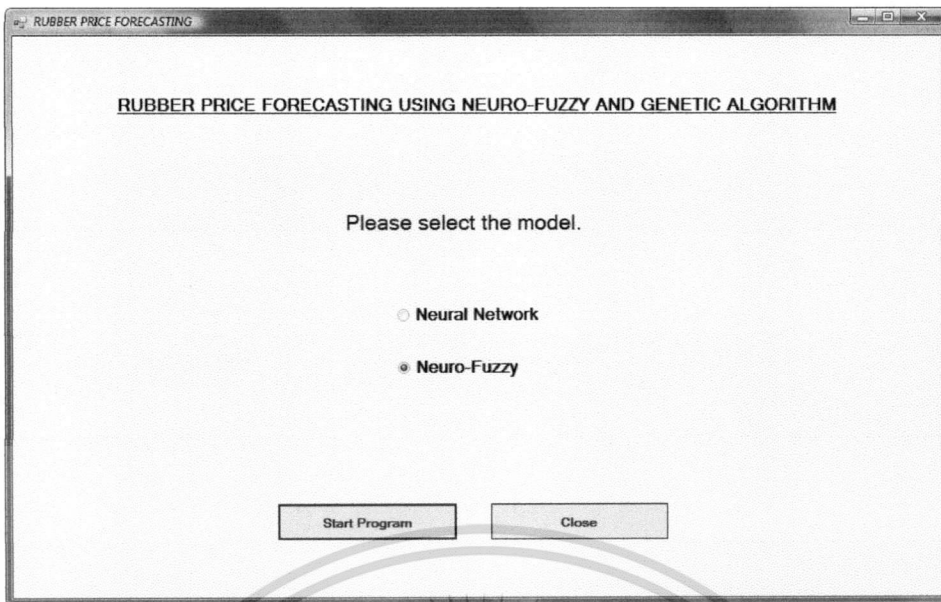 RUBBER PRICE FORECASTING
RUBBER PRICE FORECASTING USING NEURO-FUZZY AND GENETIC ALGORITHM
Please select the model.
Neural Network
Neuro-Fuzzy
Start Program
Close